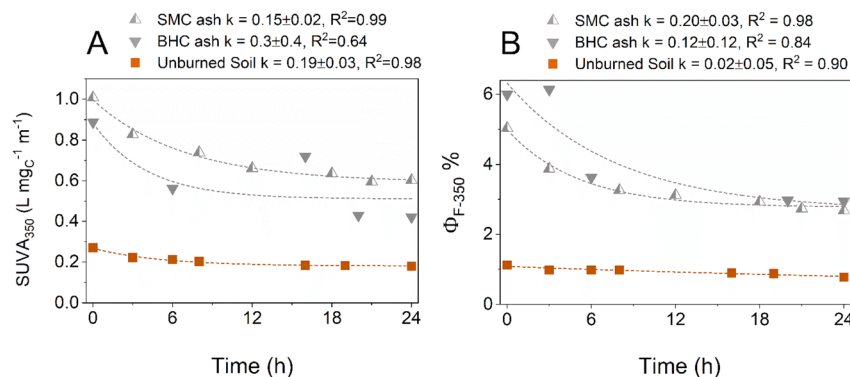 A
SMC ash k = 0.15±0.02, R²=0.99
BHC ash k = 0.3±0.4, R²=0.64
Unburned Soil k = 0.19±0.03, R²=0.98
SUVA₃₅₀ (L mg_C⁻¹ m⁻¹)
1.0
0.8
0.6
0.4
0.2
0.0
0 6 12 18 24
Time (h)
B
SMC ash k = 0.20±0.03, R² = 0.98
BHC ash k = 0.12±0.12, R² = 0.84
Unburned Soil k = 0.02±0.05, R² = 0.90
Φ_F-350 %
6
4
2
0
0 6 12 18 24
Time (h)